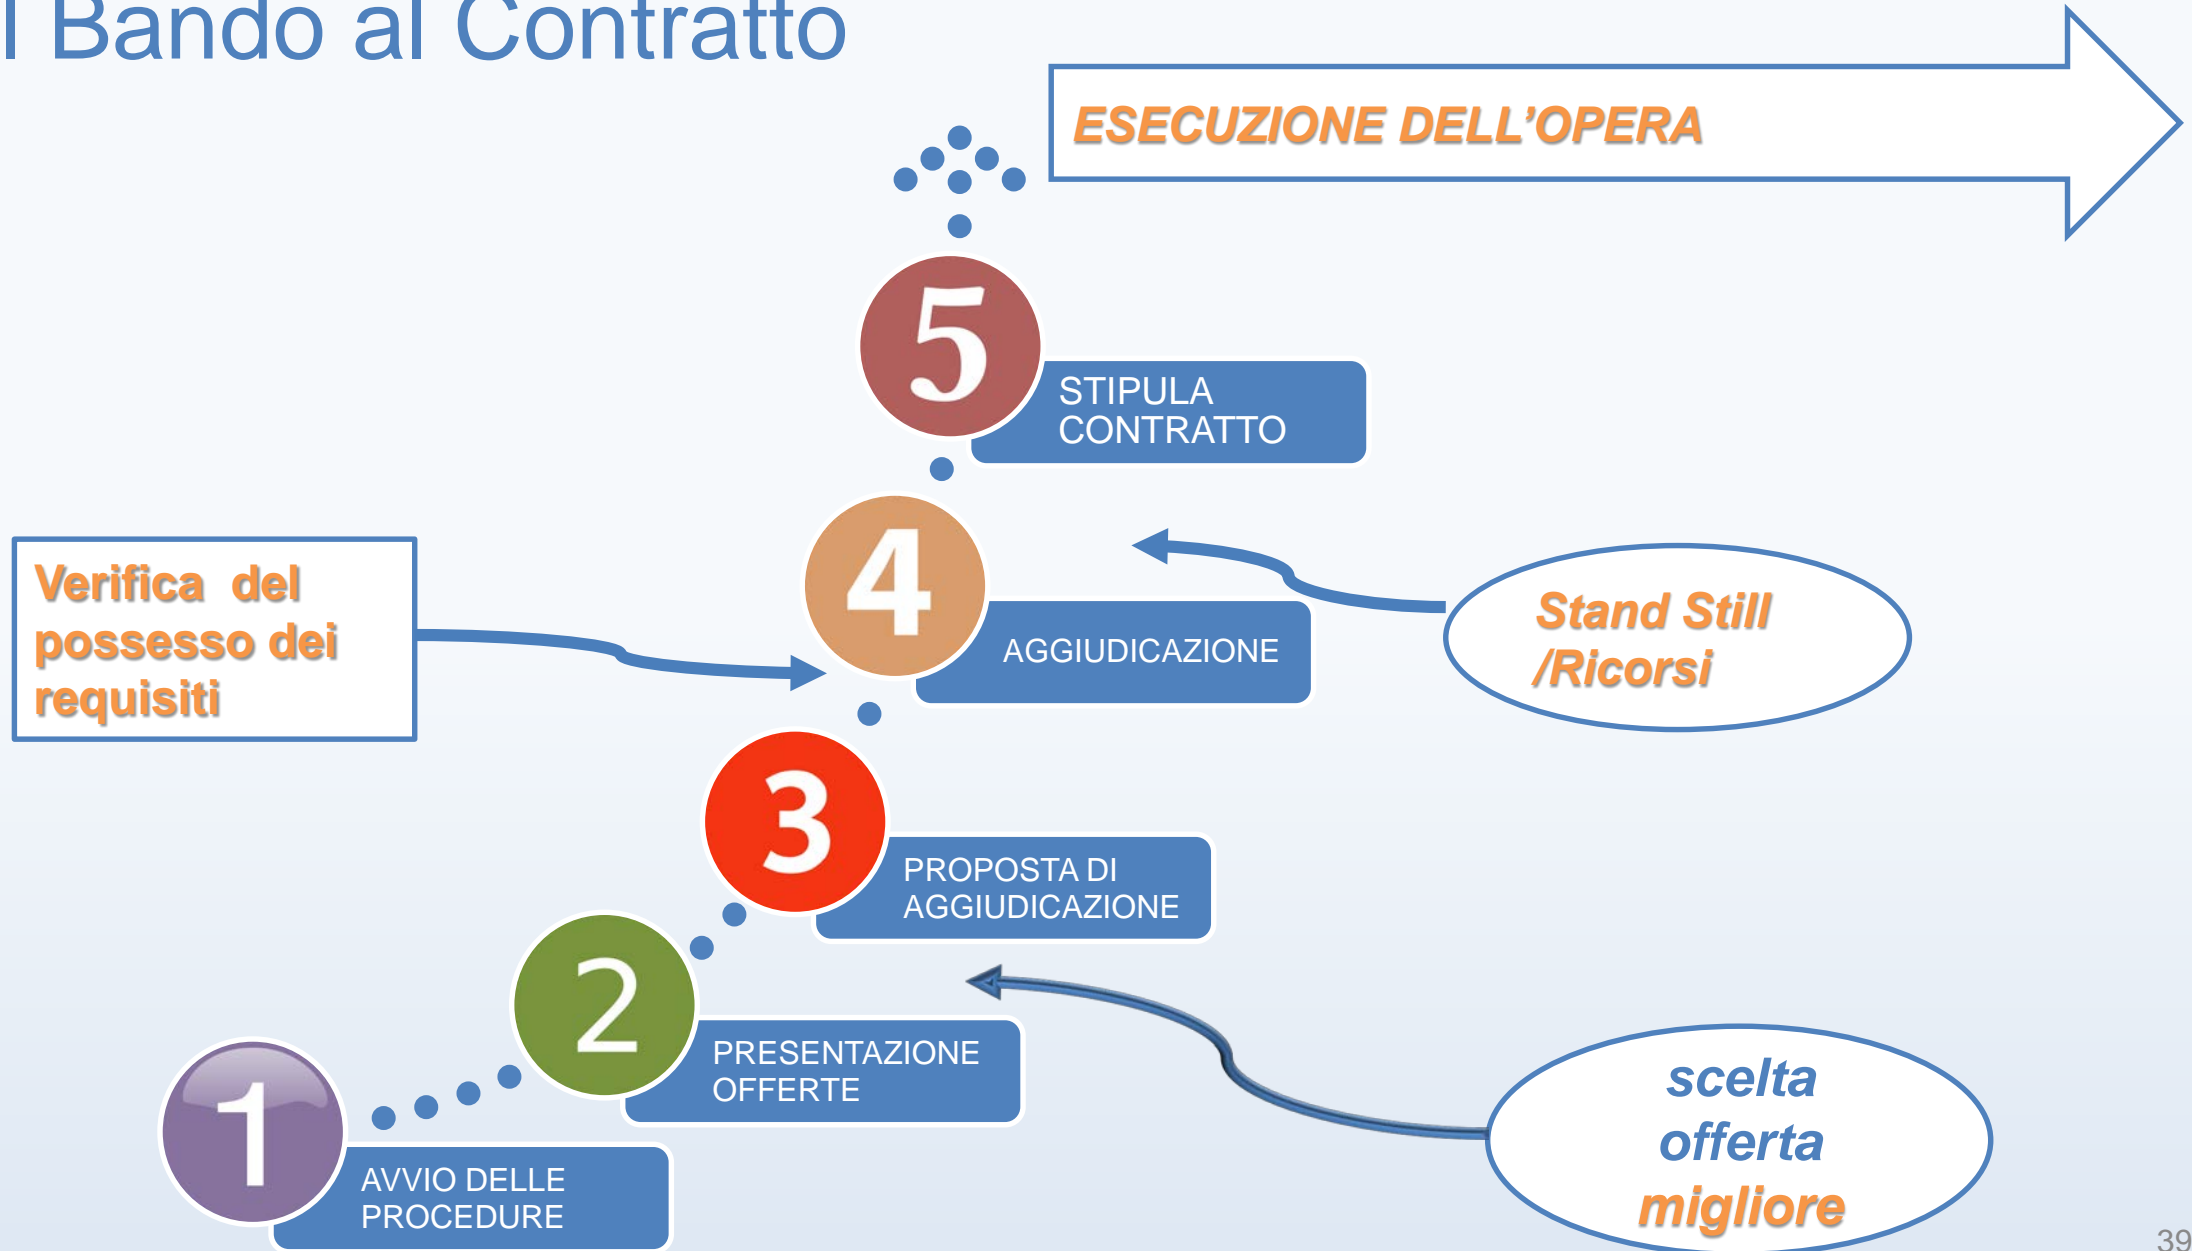 l Bando al Contratto
ESECUZIONE DELL’OPERA
5
STIPULA
CONTRATTO
4
AGGIUDICAZIONE
Verifica del
possesso dei
requisiti
Stand Still
/Ricorsi
3
PROPOSTA DI
AGGIUDICAZIONE
2
PRESENTAZIONE
OFFERTE
1
AVVIO DELLE
PROCEDURE
scelta
offerta
migliore
39